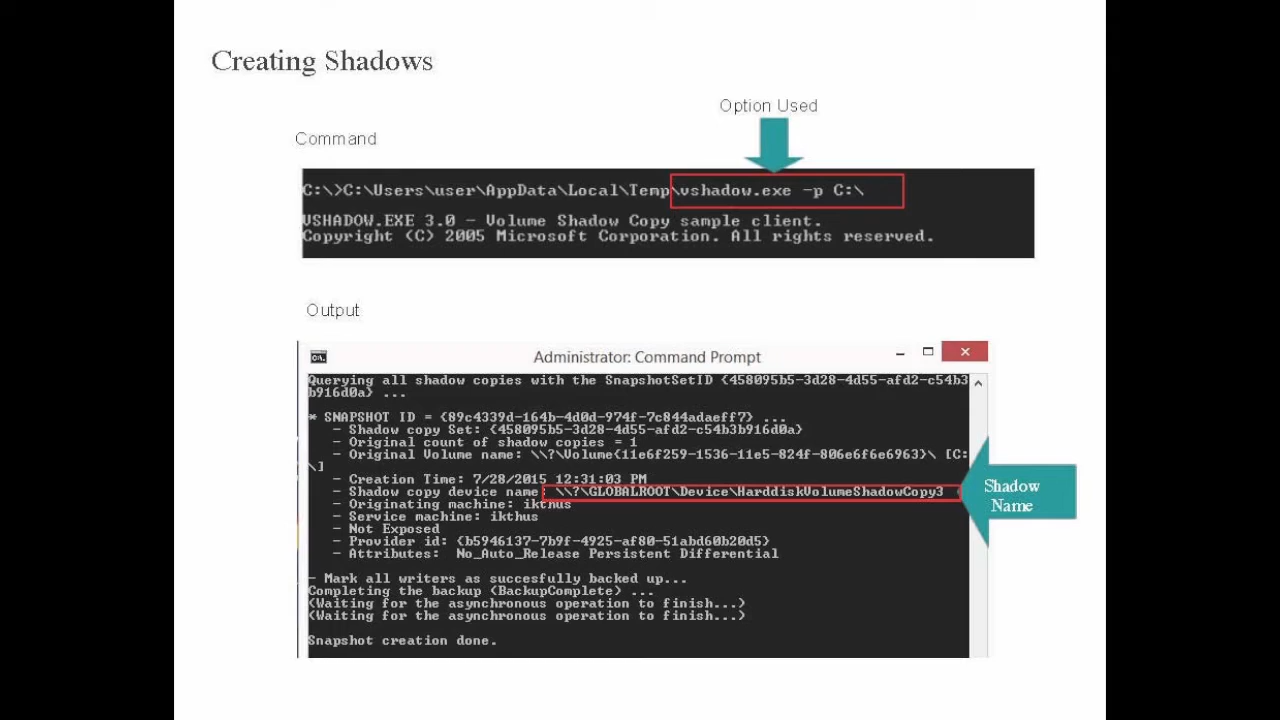 Creating Shadows
Option Used
Command
C:\>C:\Users\user\AppData\Local\Temp\vshadow.exe -p C:\
VSHADOW.EXE 3.0 - Volume Shadow Copy sample client.
Copyright (C) 2005 Microsoft Corporation. All rights reserved.
Output
Administrator: Command Prompt
Querying all shadow copies with the SnapshotSetID {458095b5-3d28-4d55-afd2-c54b3
b916d0a} ...
* SNAPSHOT ID = {89c4339d-164b-4d0d-974f-7c844adaeff7} ...
- Shadow copy Set: {458095b5-3d28-4d55-afd2-c54b3b916d0a}
- Original count of shadow copies = 1
- Original Volume name: \\?\Volume{11e6f259-1536-11e5-824f-806e6f6e6963}\ [C:
\]
- Creation Time: 7/28/2015 12:31:03 PM
- Shadow copy device name: \\?\GLOBALROOT\Device\HarddiskVolumeShadowCopy3
Shadow
Name
- Originating machine: ikthus
- Service machine: ikthus
- Not Exposed
- Provider id: {b5946137-7b9f-4925-af80-51abd60b20d5}
- Attributes: No_Auto_Release Persistent Differential
- Mark all writers as succesfully backed up...
Completing the backup (BackupComplete) ...
(Waiting for the asynchronous operation to finish...)
(Waiting for the asynchronous operation to finish...)
Snapshot creation done.